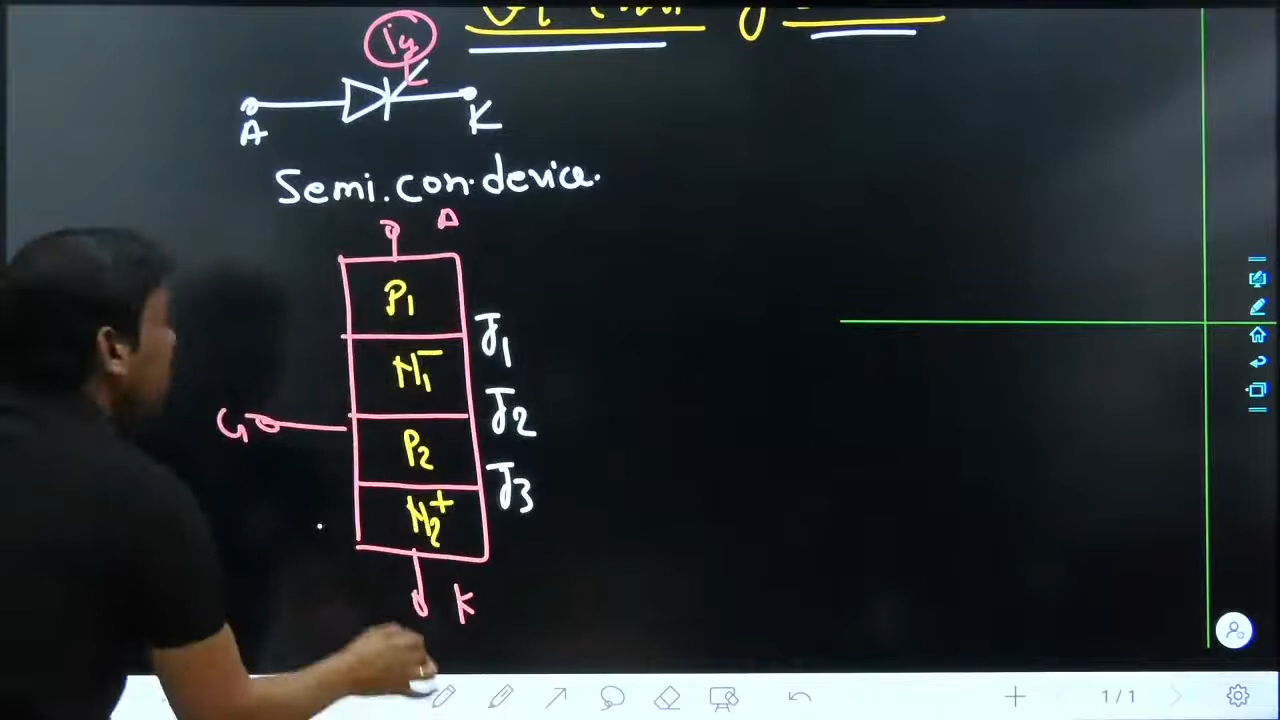 ig
A K
Semi.con.device.
A
P1
J1
N1-
J2
G
P2
J3
N2+
K
1/1